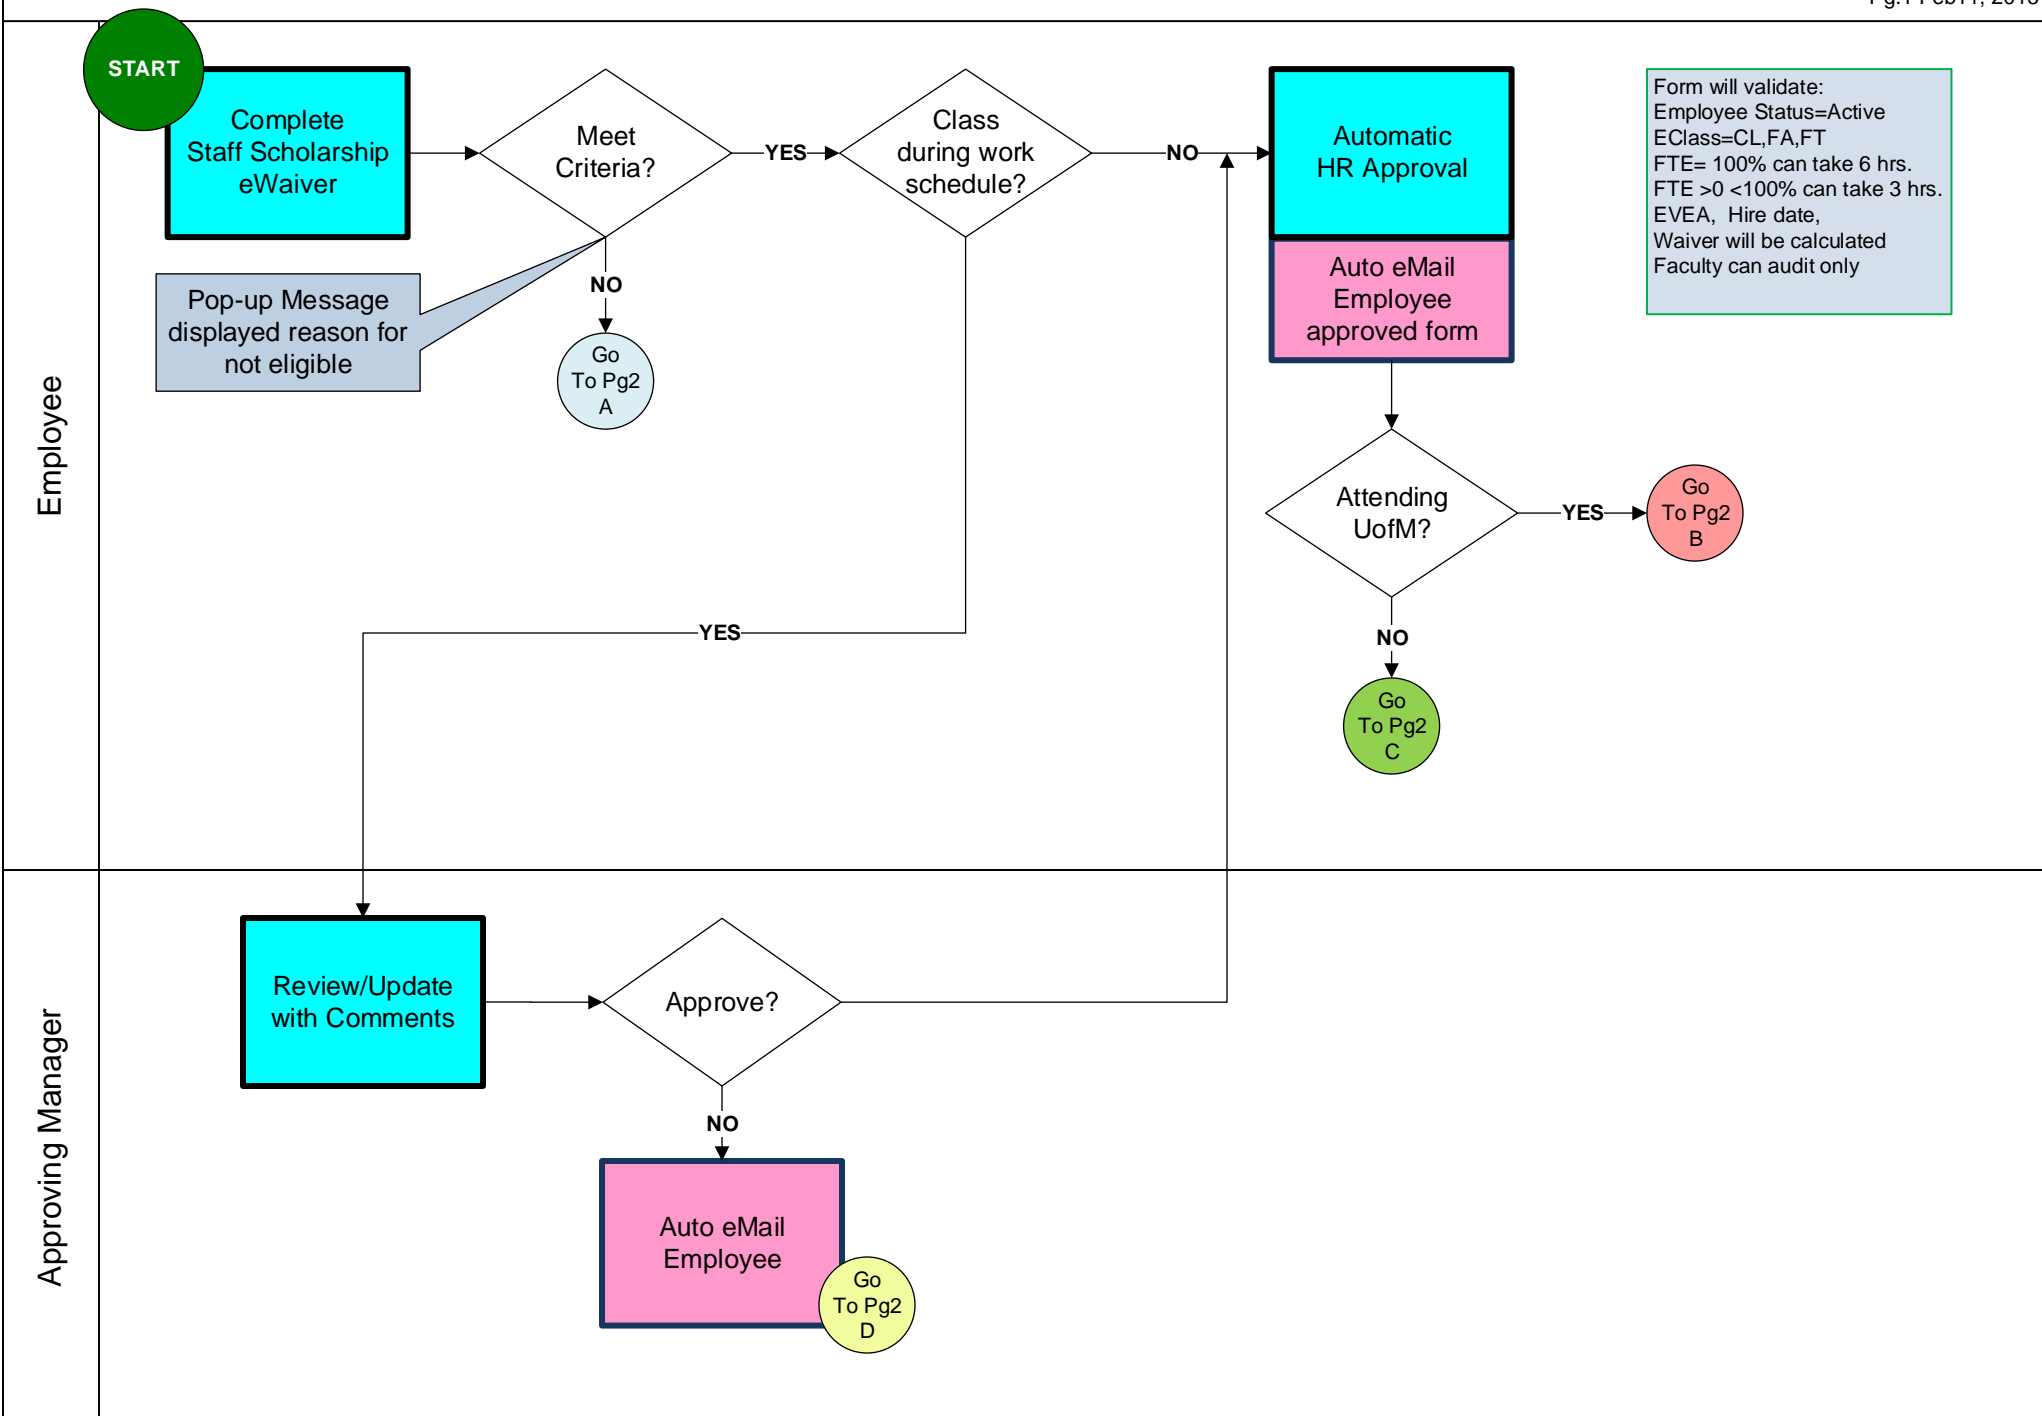 START
Complete
Staff Scholarship
eWaiver
Meet
Criteria?
YES
Class
during work
schedule?
NO
Automatic
HR Approval
Form will validate:
Employee Status=Active
EClass=CL,FA,FT
FTE= 100% can take 6 hrs.
FTE >0 <100% can take 3 hrs.
EVEA, Hire date,
Waiver will be calculated
Faculty can audit only
Pop-up Message
displayed reason for
not eligible
NO
Go
To Pg2
A
Auto eMail
Employee
approved form
Employee
Attending
UofM?
YES
Go
To Pg2
B
YES
NO
Go
To Pg2
C
Approving Manager
Review/Update
with Comments
Approve?
NO
Auto eMail
Employee
Go
To Pg2
D